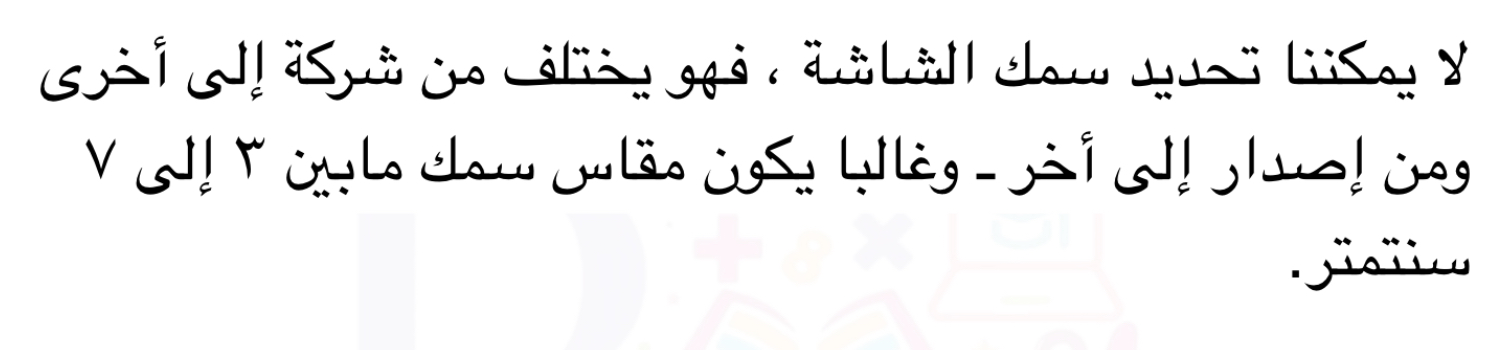 لا يمكننا تحديد سمك الشاشة ، فهو يختلف من شركة إلى أخرى
ومن إصدار إلى أخر ـ وغالبا يكون مقاس سمك مابين ٣ إلى ٧
سنتمتر.